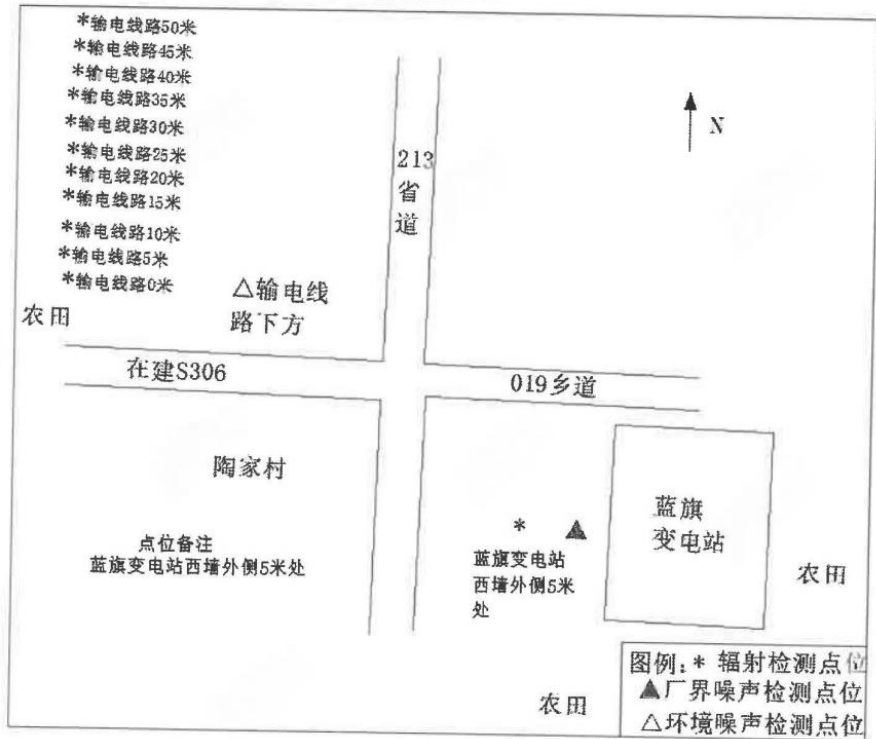 *输电线路50米
*输电线路45米
*输电线路40米
*输电线路35米
*输电线路30米
*输电线路25米
*输电线路20米
*输电线路15米
*输电线路10米
*输电线路5米
*输电线路0米
213
省
道
N
△输电线
路下方
农田
在建S306
019乡道
陶家村
点位备注
蓝旗变电站西墙外侧5米处
* ▲
蓝旗变电站
西墙外侧5米
处
蓝旗
变电站
农田
农田
图例:* 辐射检测点位
▲厂界噪声检测点位
△环境噪声检测点位